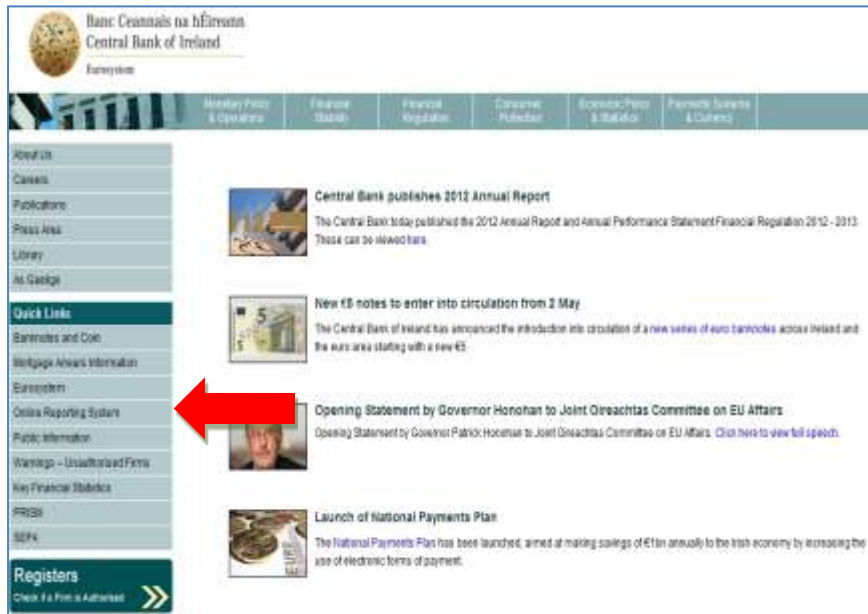 Banc Ceannais na hÉireann
Central Bank of Ireland
Eurosystem
Monetary Policy & Operations
Financial Stability
Financial Regulation
Consumer Protection
Economic Policy & Statistics
Payments Systems & Currency
About Us
Careers
Publications
Press Area
Library
As Gaeilge
Quick Links
Banknotes and Coin
Mortgage Arrears Information
Eurosystem
Online Reporting System
Public Information
Warnings – Unauthorised Firms
Key Financial Statistics
PRISM
SEPA
Registers
Check if a Firm is Authorised
Central Bank publishes 2012 Annual Report
The Central Bank today published the 2012 Annual Report and Annual Performance Statement Financial Regulation 2012 - 2013.
These can be viewed here.
New €5 notes to enter into circulation from 2 May
The Central Bank of Ireland has announced the introduction into circulation of a new series of euro banknotes across Ireland and
the euro area starting with a new €5.
Opening Statement by Governor Honohan to Joint Oireachtas Committee on EU Affairs
Opening Statement by Governor Patrick Honohan to Joint Oireachtas Committee on EU Affairs. Click here to view full speech.
Launch of National Payments Plan
The National Payments Plan has been launched, aimed at making savings of €1bn annually to the Irish economy by increasing the
use of electronic forms of payment.